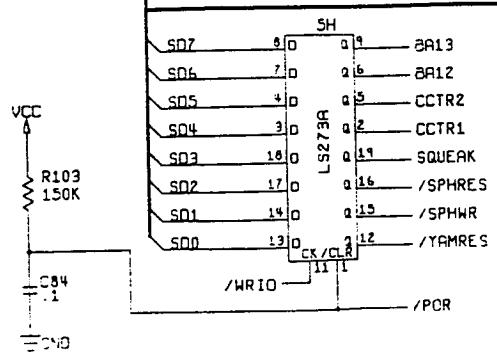 5H
SD7 8 D Q 9 BA13
SD6 7 D Q 6 BA12
SD5 4 D Q 5 CCTR2
SD4 3 D Q 2 CCTR1
SD3 18 D Q 19 SQUEAK
SD2 17 D Q 16 /SPHRES
SD1 14 D Q 15 /SPHWR
SD0 13 D Q 12 /YAMRES
LS273A
CK /CLR
11 1
VCC
R103
150K
C84
.1
GND
/WRIO
/POR